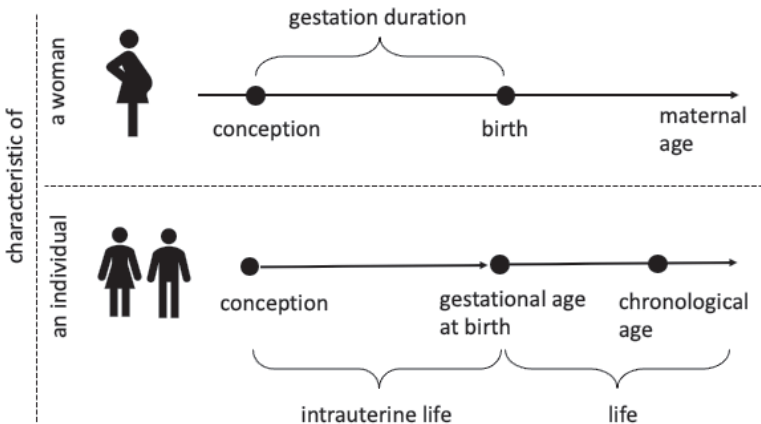 characteristic of
a woman
gestation duration
conception
birth
maternal
age
an individual
conception
gestational age
at birth
chronological
age
intrauterine life
life